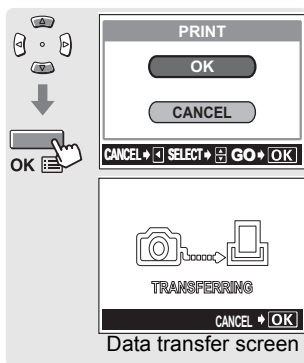 PRINT
OK
CANCEL
CANCEL SELECT GO OK
OK
TRANSFERRING
CANCEL OK
Data transfer screen